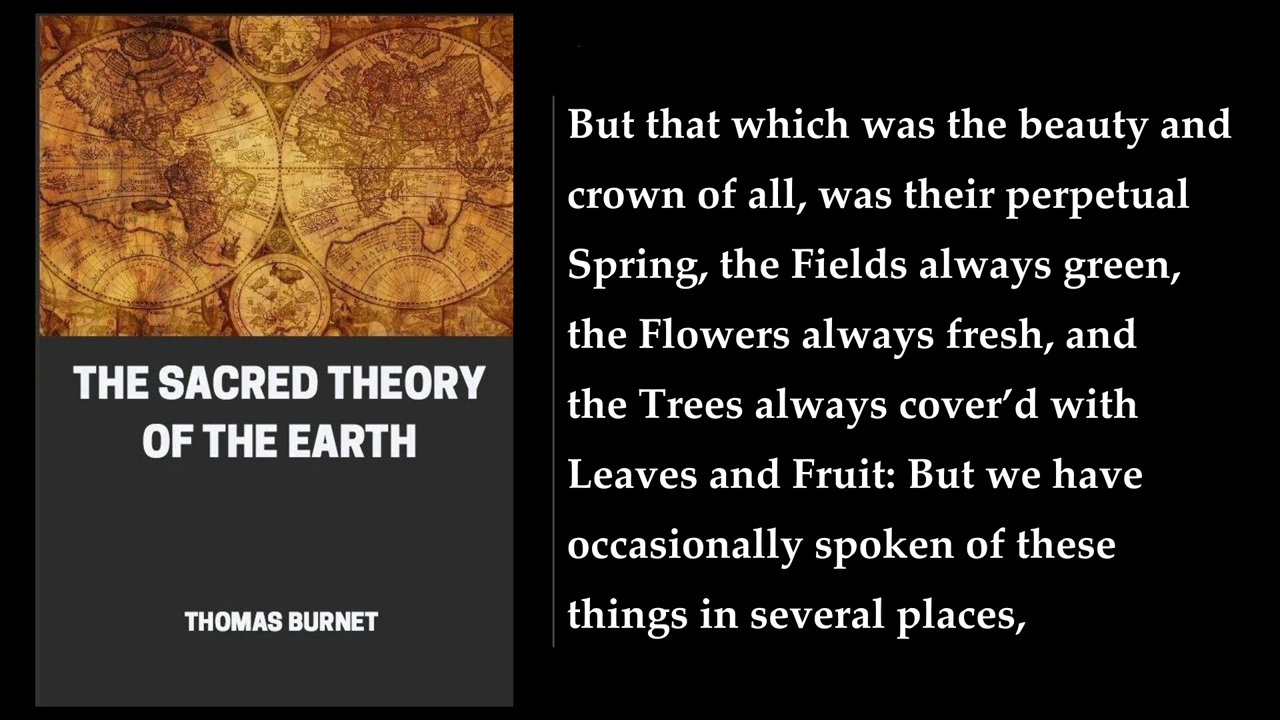 THE SACRED THEORY
OF THE EARTH
THOMAS BURNET
But that which was the beauty and
crown of all, was their perpetual
Spring, the Fields always green,
the Flowers always fresh, and
the Trees always cover’d with
Leaves and Fruit: But we have
occasionally spoken of these
things in several places,